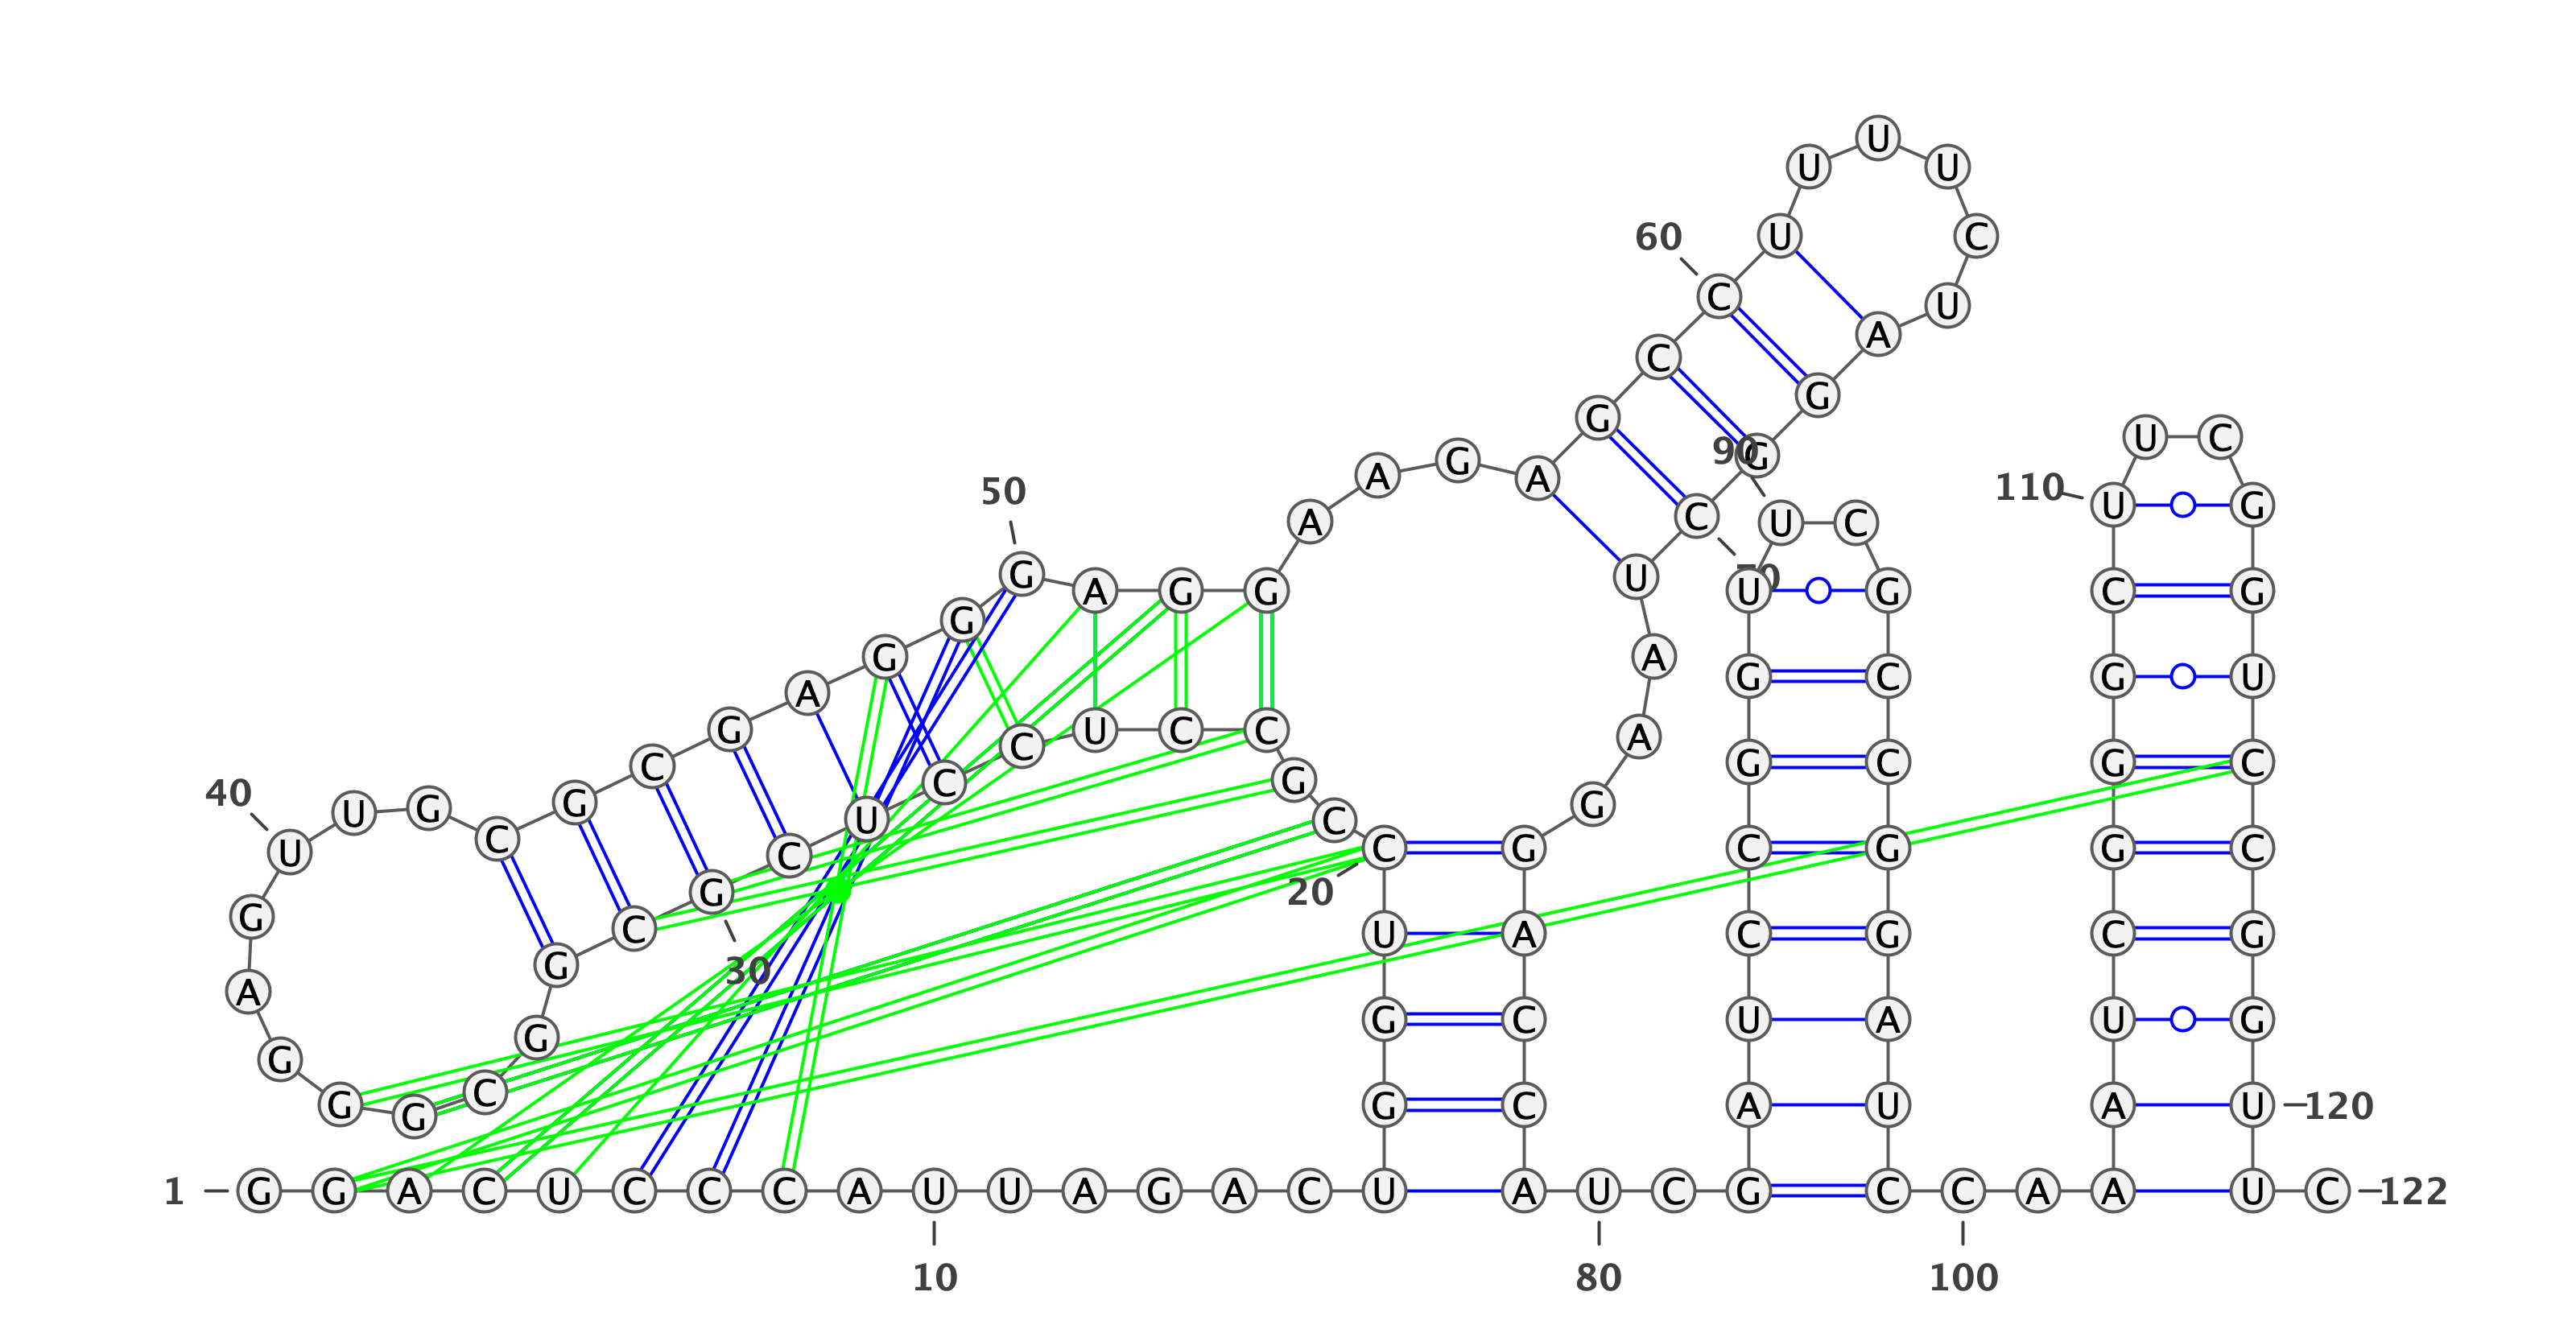 U
U U
60 U C
C U
A
C
G
G
U C U C
90 G
A G A
50 110 U G
A C U C
G U 70
A G G U G C G
G
G A
A G C G U
G U C C A
C
C G C G C
40 C G
G G
U U G
U C
C
U C C G C G G C
G 20
G C
U A C G C G
G 30
A
G C U A U G
G
G
C
G G G C A U A U 120
1 G G A C U C C C A U U A G A C U A U C G C C A A U C 122
10 80 100